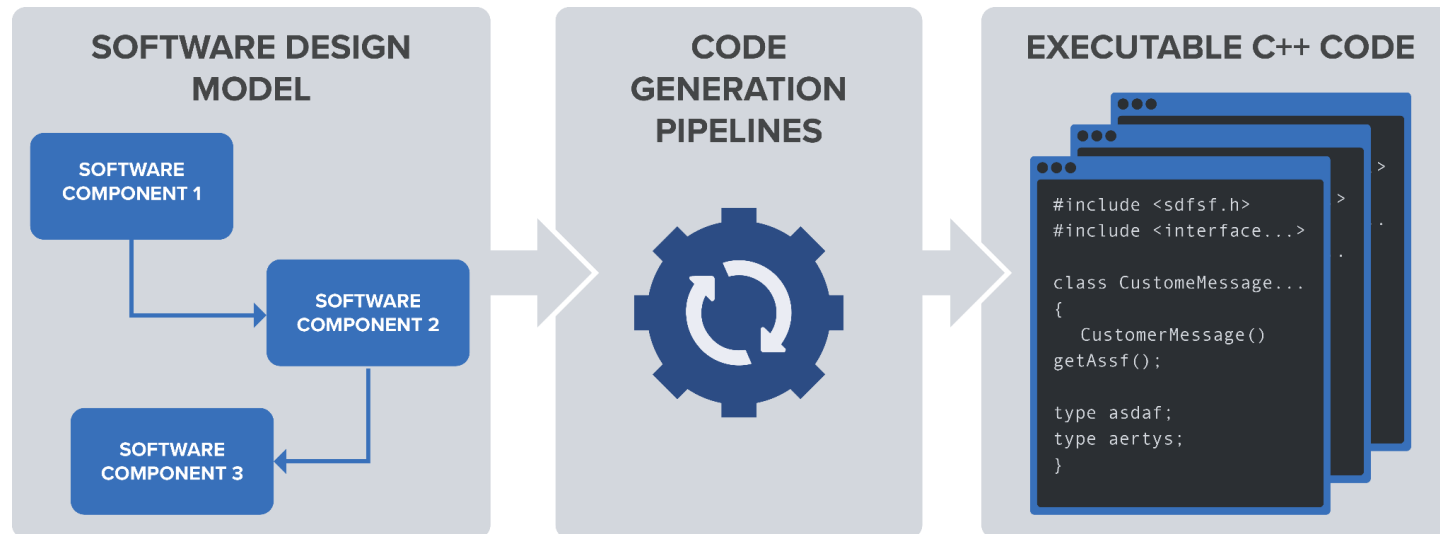 SOFTWARE DESIGN
MODEL
SOFTWARE
COMPONENT 1
SOFTWARE
COMPONENT 2
SOFTWARE
COMPONENT 3
CODE
GENERATION
PIPELINES
EXECUTABLE C++ CODE
#include <sdfsf.h>
#include <interface...>
class CustomeMessage...
{
CustomerMessage()
getAssf();
type asdaf;
type aertys;
}
>
.
>
.